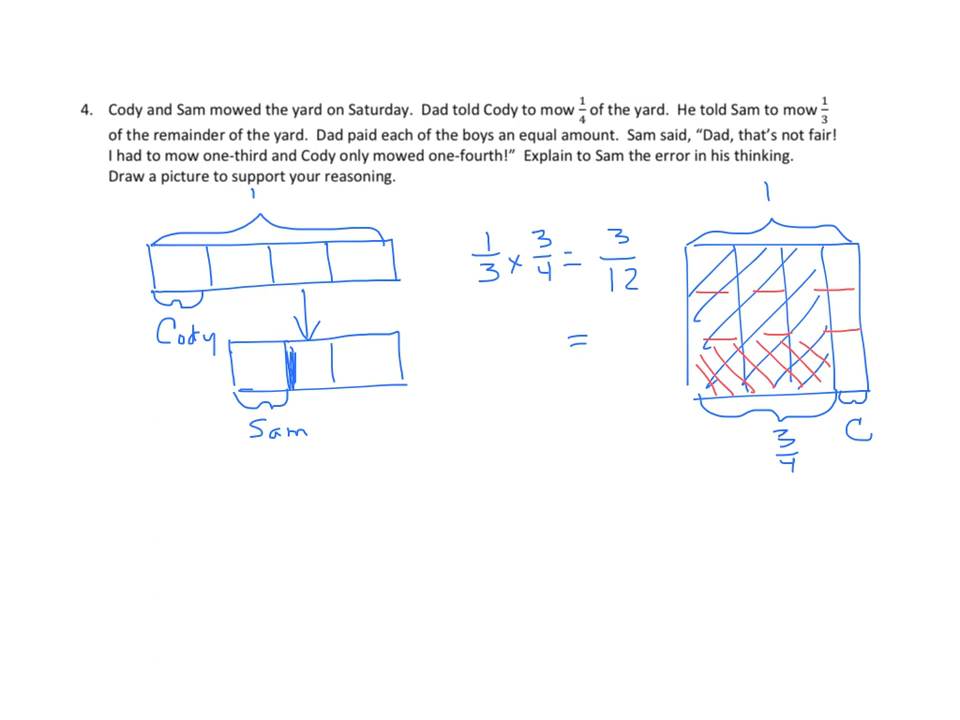 4. Cody and Sam mowed the yard on Saturday. Dad told Cody to mow 1/4 of the yard. He told Sam to mow 1/3
of the remainder of the yard. Dad paid each of the boys an equal amount. Sam said, “Dad, that’s not fair!
I had to mow one-third and Cody only mowed one-fourth!” Explain to Sam the error in his thinking.
Draw a picture to support your reasoning.
1
1
1/3 × 3/4 = 3/12
Cody
=
Sam
3/4
C